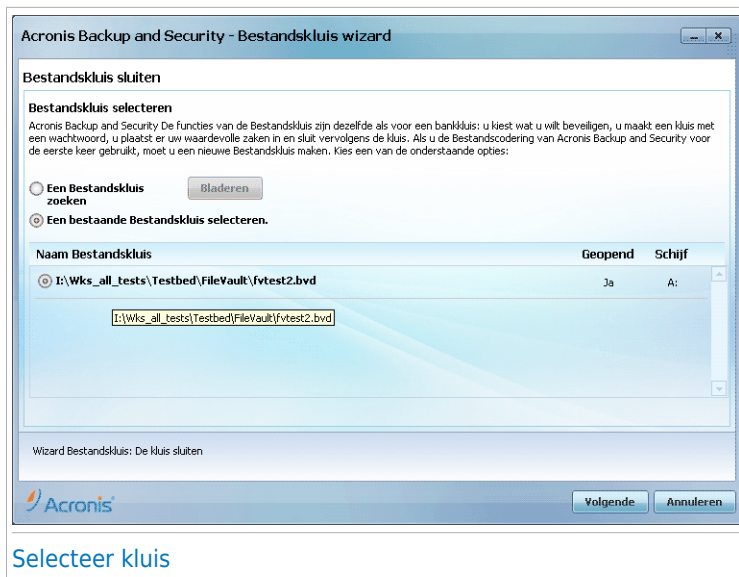 Acronis Backup and Security - Bestandskluis wizard
Bestandskluis sluiten
Bestandskluis selecteren
Acronis Backup and Security De functies van de Bestandskluis zijn dezelfde als voor een bankkluis: u kiest wat u wilt beveiligen, u maakt een kluis met
een wachtwoord, u plaatst er uw waardevolle zaken in en sluit vervolgens de kluis. Als u de Bestandscodering van Acronis Backup and Security voor
de eerste keer gebruikt, moet u een nieuwe Bestandskluis maken. Kies een van de onderstaande opties:
Een Bestandskluis
zoeken
Bladeren
Een bestaande Bestandskluis selecteren.
Naam Bestandskluis Geopend Schijf
I:\Wks_all_tests\Testbed\FileVault\fvtest2.bvd Ja A:
I:\Wks_all_tests\Testbed\FileVault\fvtest2.bvd
Wizard Bestandskluis: De kluis sluiten
Acronis
Volgende Annuleren
Selecteer kluis